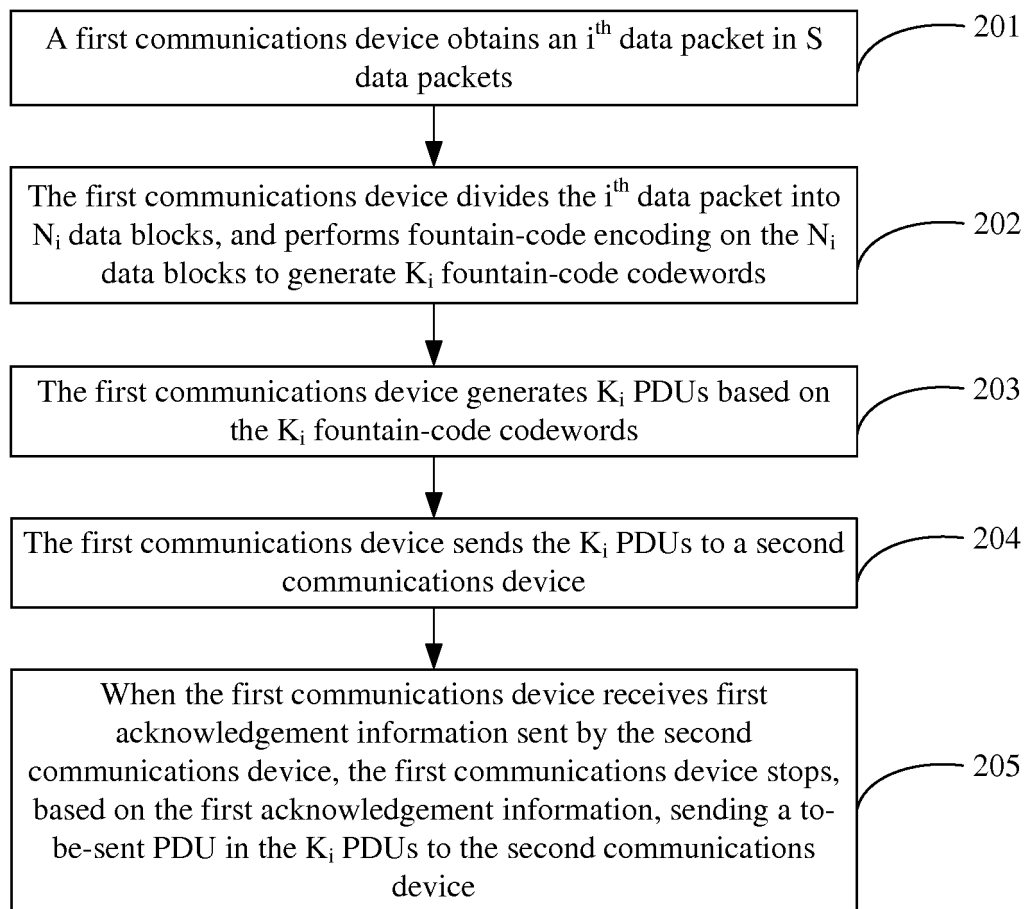 A first communications device obtains an iᵗʰ data packet in S
data packets
201
The first communications device divides the iᵗʰ data packet into
Nᵢ data blocks, and performs fountain-code encoding on the Nᵢ
data blocks to generate Kᵢ fountain-code codewords
202
The first communications device generates Kᵢ PDUs based on
the Kᵢ fountain-code codewords
203
The first communications device sends the Kᵢ PDUs to a second
communications device
204
When the first communications device receives first
acknowledgement information sent by the second
communications device, the first communications device stops,
based on the first acknowledgement information, sending a to-
be-sent PDU in the Kᵢ PDUs to the second communications
device
205